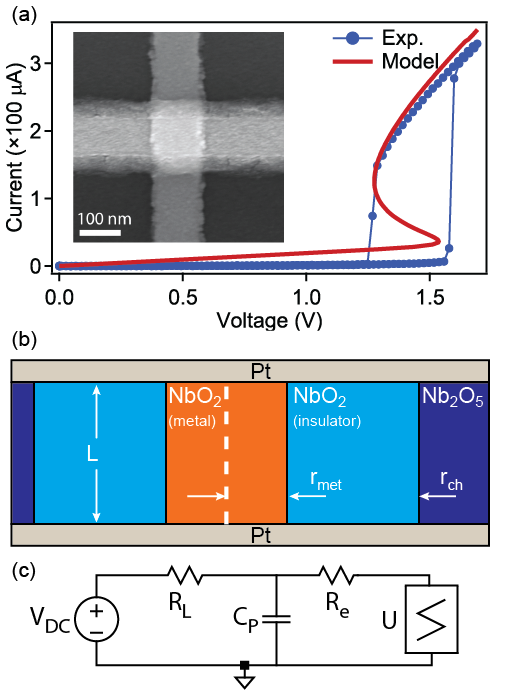 (a)
Exp.
Model
3
2
1
0
Current (×100 μA)
100 nm
0.0 0.5 1.0 1.5
Voltage (V)
(b)
Pt
NbO2 NbO2 Nb2O5
(metal) (insulator)
L
rmet rch
Pt
(c)
RL Re
VDC + − CP U